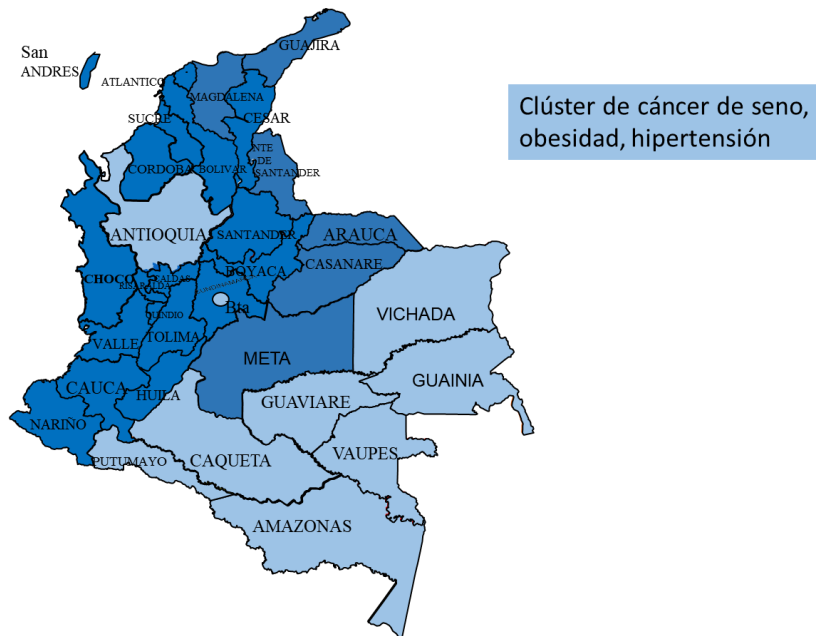 GUAJIRA
San
ANDRES
ATLANTICO
MAGDALENA
Clúster de cáncer de seno,
obesidad, hipertensión
SUCRE
CESAR
NTE
DE
SANTANDER
CORDOBA
BOLIVAR
ANTIOQUIA
SANTANDER
ARAUCA
CASANARE
BOYACA
CHOCO
CALDAS
RISARALDA
Bta
QUINDIO
VICHADA
TOLIMA
VALLE
META
GUAINIA
CAUCA
HUILA
GUAVIARE
NARIÑO
VAUPES
PUTUMAYO
CAQUETA
AMAZONAS